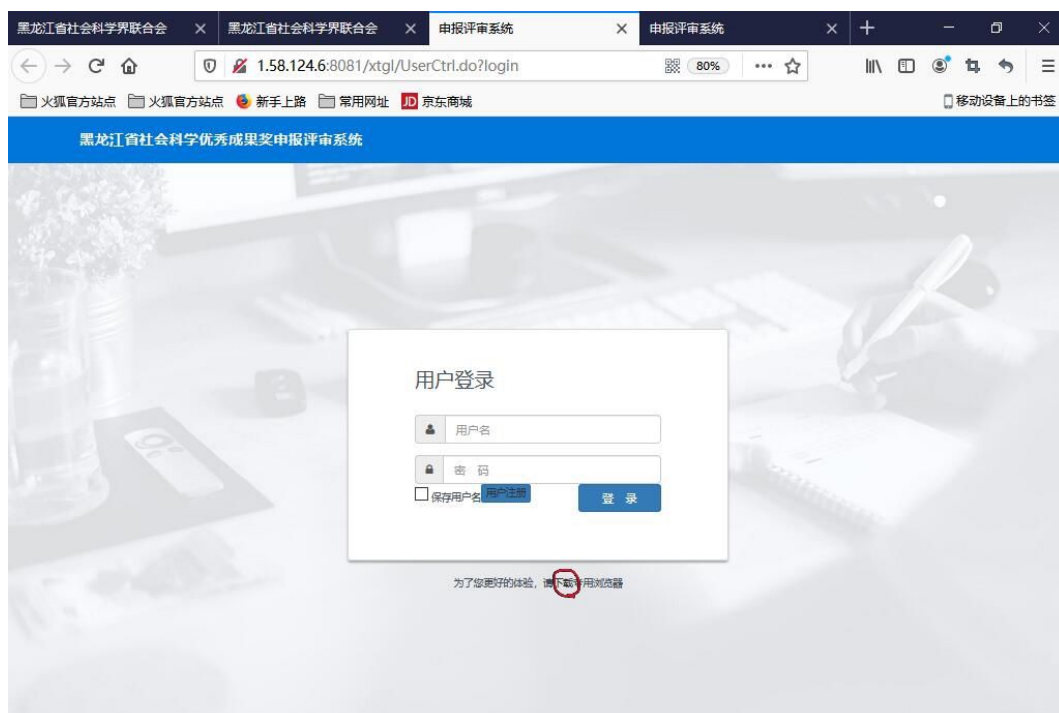 黑龙江省社会科学界联合会 黑龙江省社会科学界联合会 申报评审系统 申报评审系统
1.58.124.6:8081/xtgl/UserCtrl.do?login 80%
火狐官方站点 火狐官方站点 新手上路 常用网址 JD 京东商城 移动设备上的书签
黑龙江省社会科学优秀成果奖申报评审系统
用户登录
用户名
密 码
保存用户名 用户注册 登 录
为了您更好的体验，请下载专用浏览器